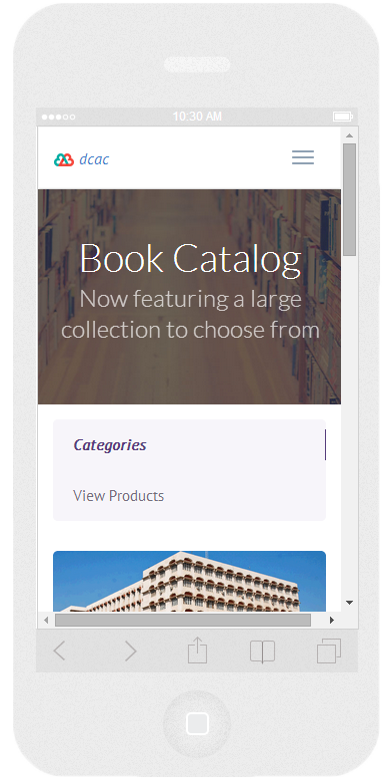 10:30 AM
dcac
Book Catalog
Now featuring a large
collection to choose from
Categories
View Products